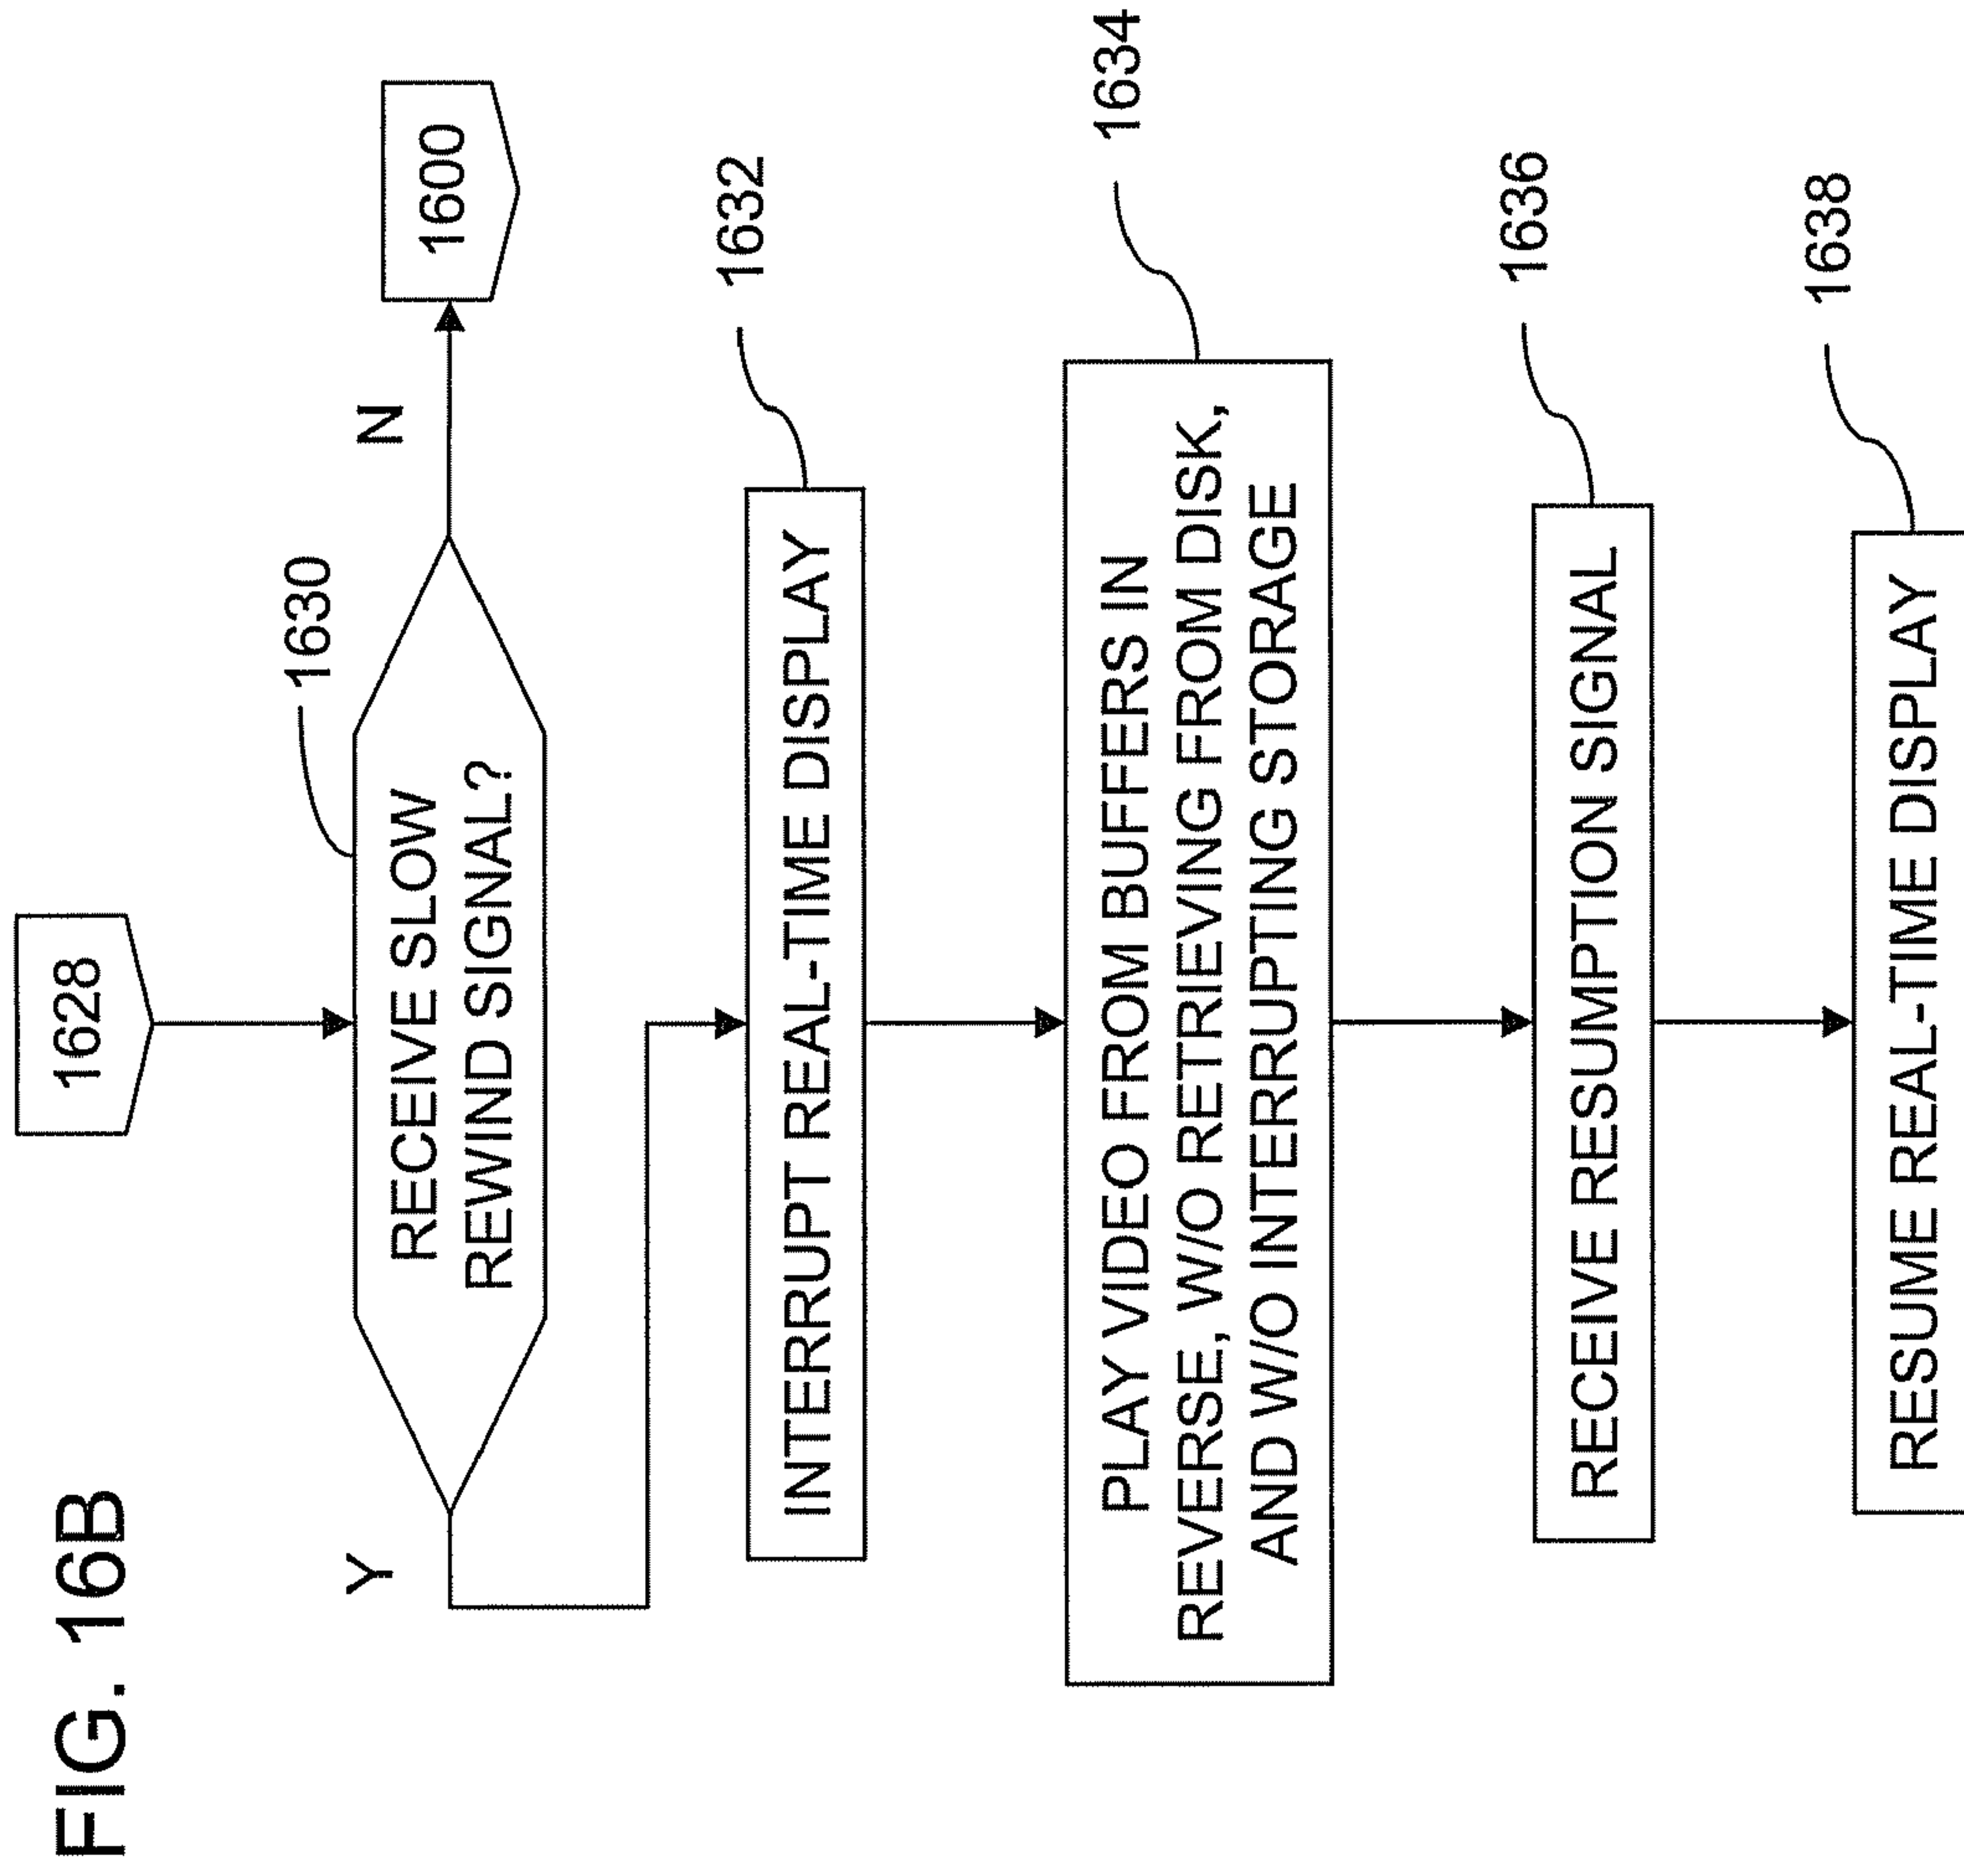 FIG. 16B
1628
1630
RECEIVE SLOW
REWIND SIGNAL?
Y
N
1600
1632
INTERRUPT REAL-TIME DISPLAY
1634
PLAY VIDEO FROM BUFFERS IN
REVERSE, W/O RETRIEVING FROM DISK,
AND W/O INTERRUPTING STORAGE
1636
RECEIVE RESUMPTION SIGNAL
1638
RESUME REAL-TIME DISPLAY